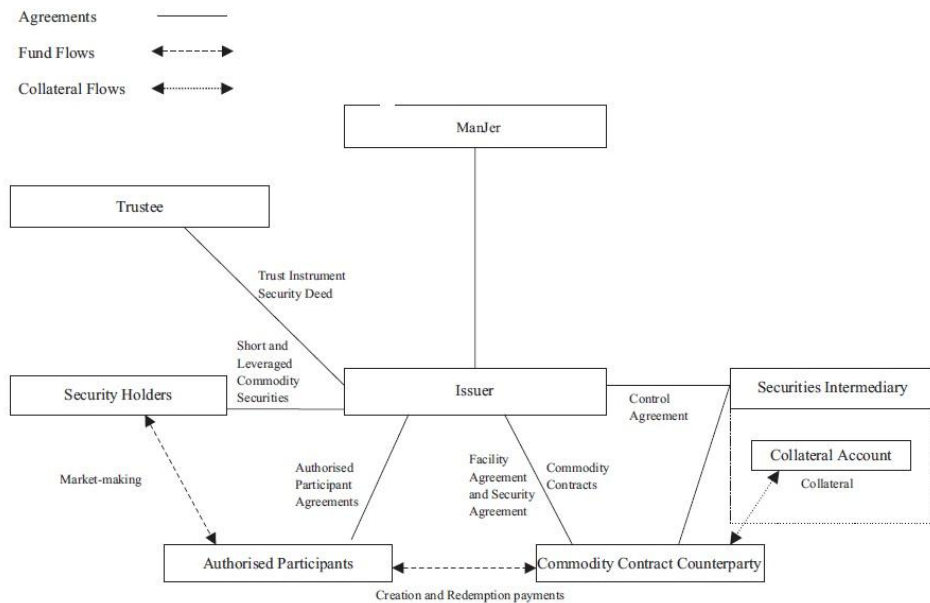 Agreements
Fund Flows
Collateral Flows
ManJer
Trustee
Trust Instrument
Security Deed
Short and
Leveraged
Commodity
Securities
Security Holders
Issuer
Control
Agreement
Securities Intermediary
Collateral Account
Collateral
Market-making
Authorised
Participant
Agreements
Facility
Agreement
and Security
Agreement
Commodity
Contracts
Authorised Participants
Commodity Contract Counterparty
Creation and Redemption payments